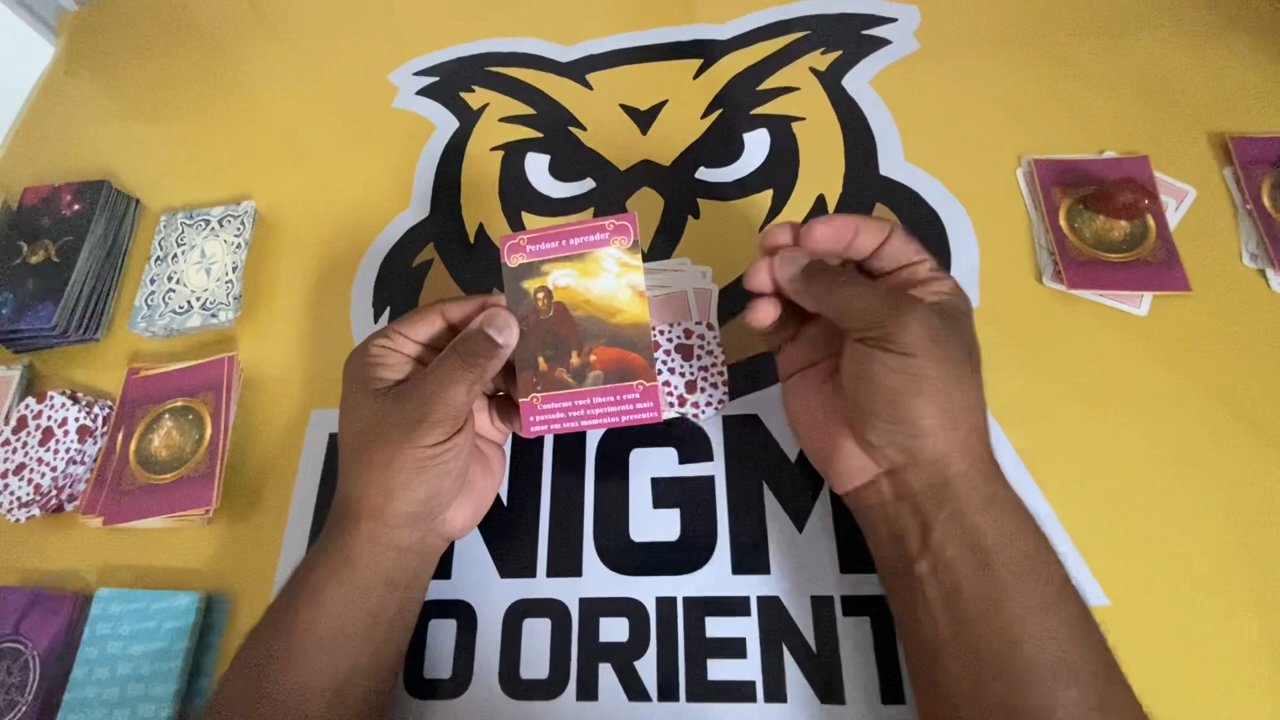 Perdoar e aprender
Conforme você libera e cura
o passado, você experimenta mais
amor em seus momentos presentes
NIGM
O ORIENT